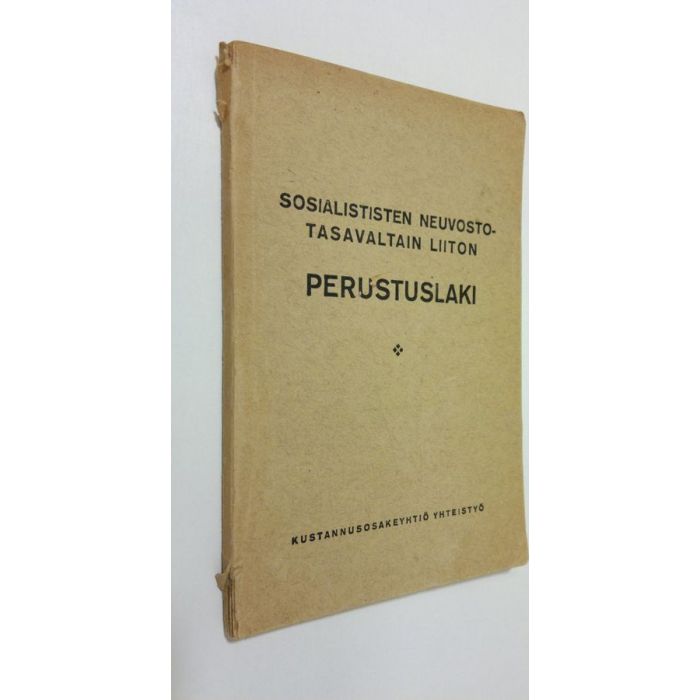 SOSIALISTISTEN NEUVOSTO-
TASAVALTAIN LIITON
PERUSTUSLAKI
KUSTANNUSOSAKEYHTIÖ YHTEISTYÖ